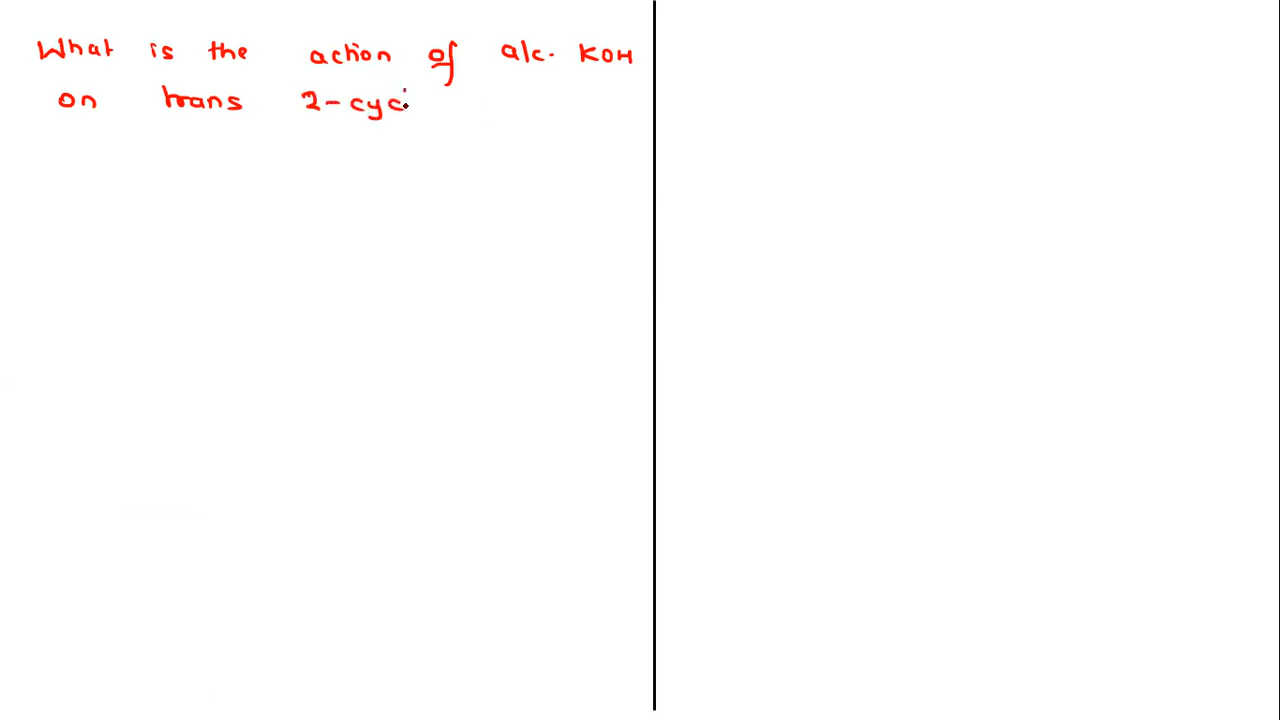 What is the action of alc. KOH
on trans 2-cyc